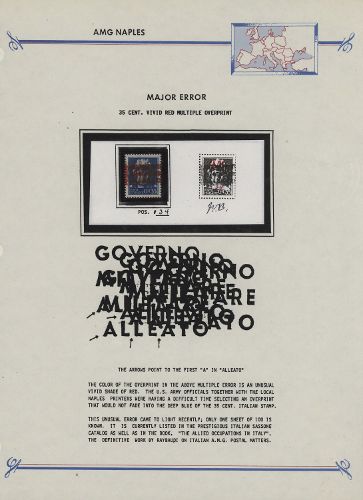 AMG NAPLES
MAJOR ERROR
35 CENT. VIVID RED MULTIPLE OVERPRINT
POS. #34
GOVERNO
GOVERNO
GOVERNO
MILITARE
ALLEATO
ALLEATO
ALLEATO
THE ARROWS POINT TO THE FIRST "A" IN "ALLEATO"
THE COLOR OF THE OVERPRINT IN THE ABOVE MULTIPLE ERROR IS AN UNUSUAL
VIVID SHADE OF RED. THE U.S. ARMY OFFICIALS TOGETHER WITH THE LOCAL
NAPLES PRINTERS WERE HAVING A DIFFICULT TIME SELECTING AN OVERPRINT
THAT WOULD NOT FADE INTO THE DEEP BLUE OF THE 35 CENT. ITALIAN STAMP.
THIS UNUSUAL ERROR CAME TO LIGHT RECENTLY; ONLY ONE SHEET OF 100 IS
KNOWN. IT IS CURRENTLY LISTED IN THE PRESTIGIOUS ITALIAN SASSONE
CATALOG AS WELL AS IN THE BOOK, "THE ALLIED OCCUPATIONS IN ITALY",
THE DEFINITIVE WORK BY RAYBAUDI ON ITALIAN A.M.G. POSTAL MATTERS.